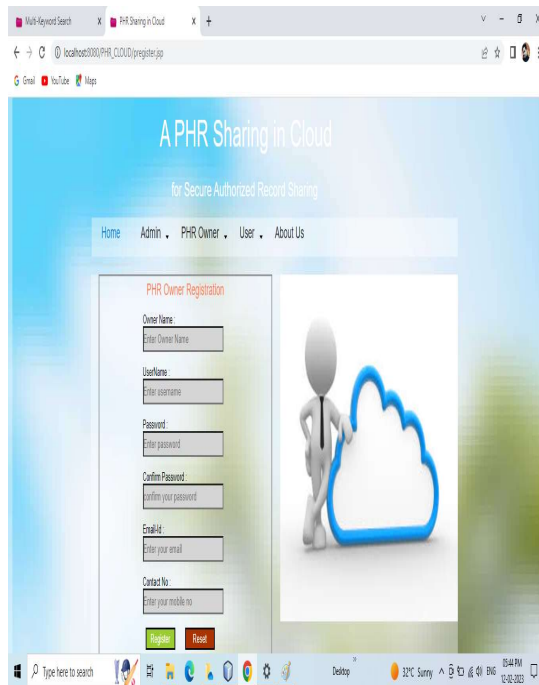 Multi-Keyword Search X PHR Sharing in Cloud X +
localhost:8080/PHR_CLOUD/pregister.jsp
Gmail YouTube Maps
A PHR Sharing in Cloud
for Secure Authorized Record Sharing
Home Admin PHR Owner User About Us
PHR Owner Registration
Owner Name :
Enter Owner Name
UserName :
Enter username
Password :
Enter password
Confirm Password :
confirm your password
Email-Id :
Enter your email
Contact No :
Enter your mobile no
Register Reset
Type here to search Desktop 32°C Sunny ENG 05:44 PM
12-02-2023